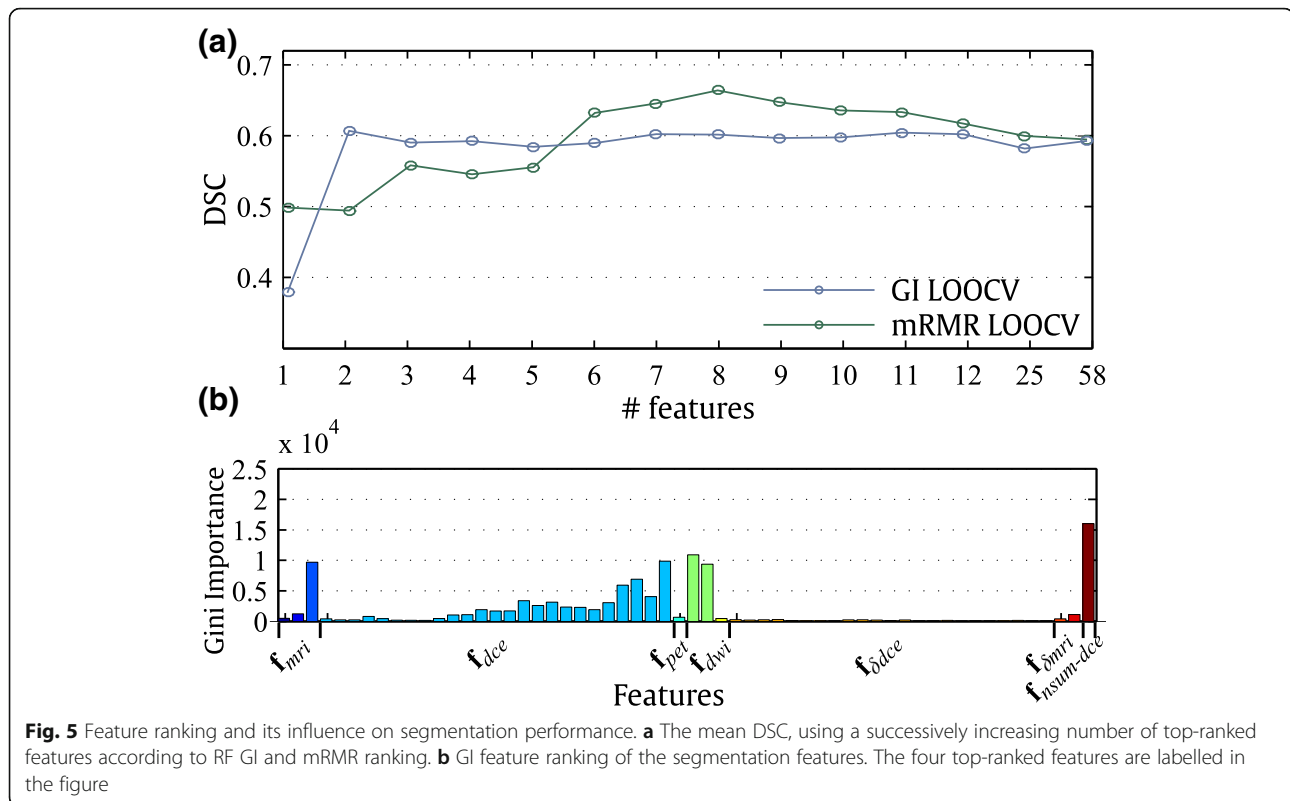 (a)
0.7
0.6
0.5
0.4
DSC
GI LOOCV
mRMR LOOCV
1 2 3 4 5 6 7 8 9 10 11 12 25 58
# features
(b)
x 10^4
2.5
2
1.5
1
0.5
0
Gini Importance
f_mri f_dce f_pet f_dwi f_δdce f_δmri f_nsum-dce
Features
Fig. 5 Feature ranking and its influence on segmentation performance. a The mean DSC, using a successively increasing number of top-ranked
features according to RF GI and mRMR ranking. b GI feature ranking of the segmentation features. The four top-ranked features are labelled in
the figure